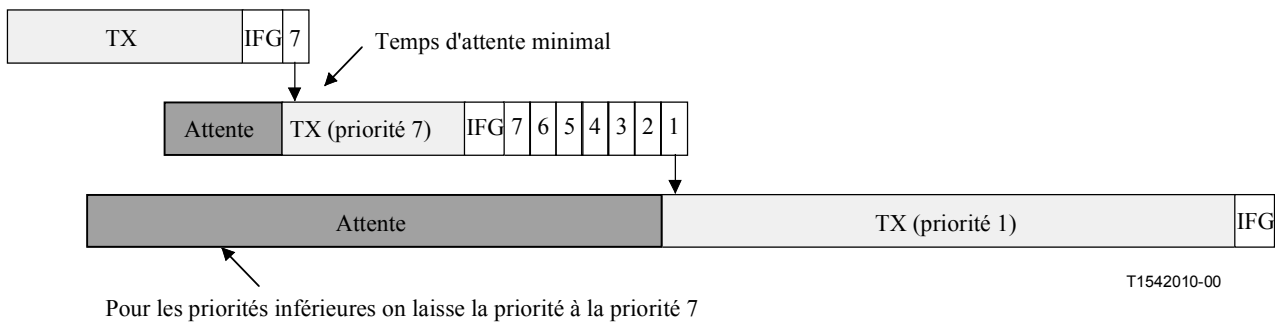 TX IFG 7
Temps d'attente minimal
Attente TX (priorité 7) IFG 7 6 5 4 3 2 1
Attente TX (priorité 1) IFG
T1542010-00
Pour les priorités inférieures on laisse la priorité à la priorité 7